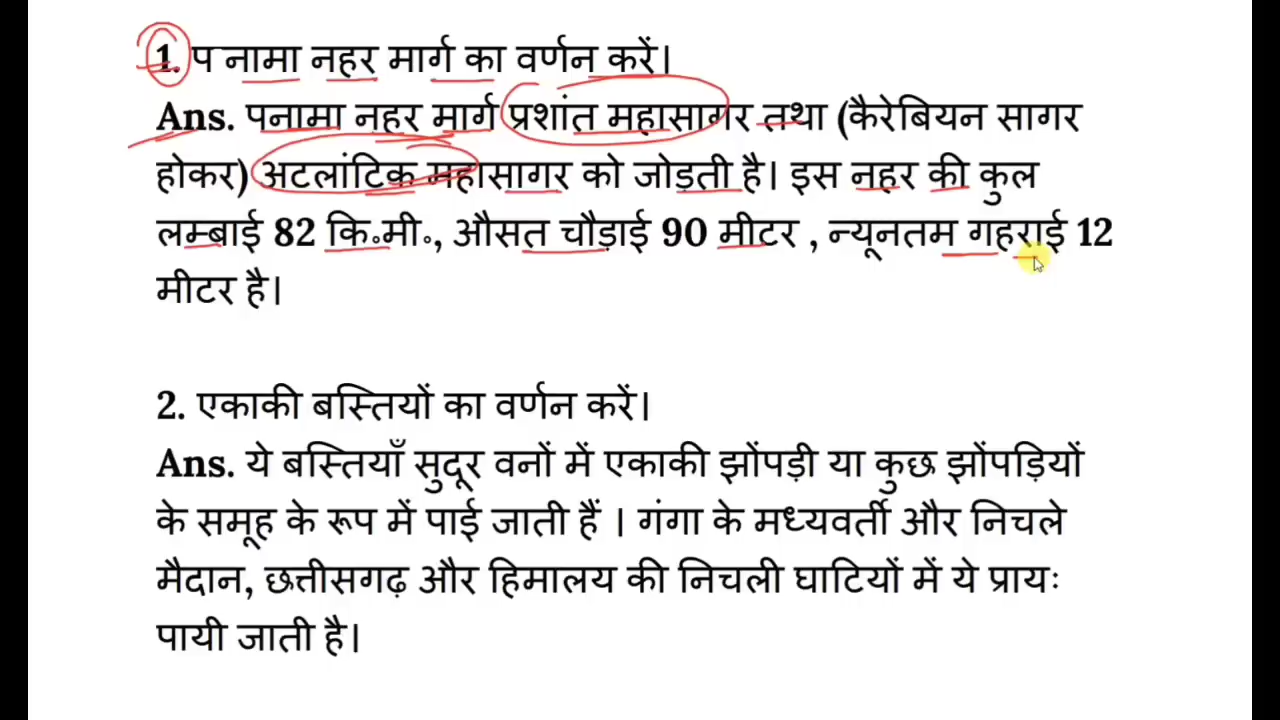 1. प नामा नहर मार्ग का वर्णन करें।
Ans. पनामा नहर मार्ग प्रशांत महासागर तथा (कैरेबियन सागर
होकर) अटलांटिक महासागर को जोड़ती है। इस नहर की कुल
लम्बाई 82 कि॰मी॰, औसत चौड़ाई 90 मीटर , न्यूनतम गहराई 12
मीटर है।
2. एकाकी बस्तियों का वर्णन करें।
Ans. ये बस्तियाँ सुदूर वनों में एकाकी झोंपड़ी या कुछ झोंपड़ियों
के समूह के रूप में पाई जाती हैं । गंगा के मध्यवर्ती और निचले
मैदान, छत्तीसगढ़ और हिमालय की निचली घाटियों में ये प्रायः
पायी जाती है।